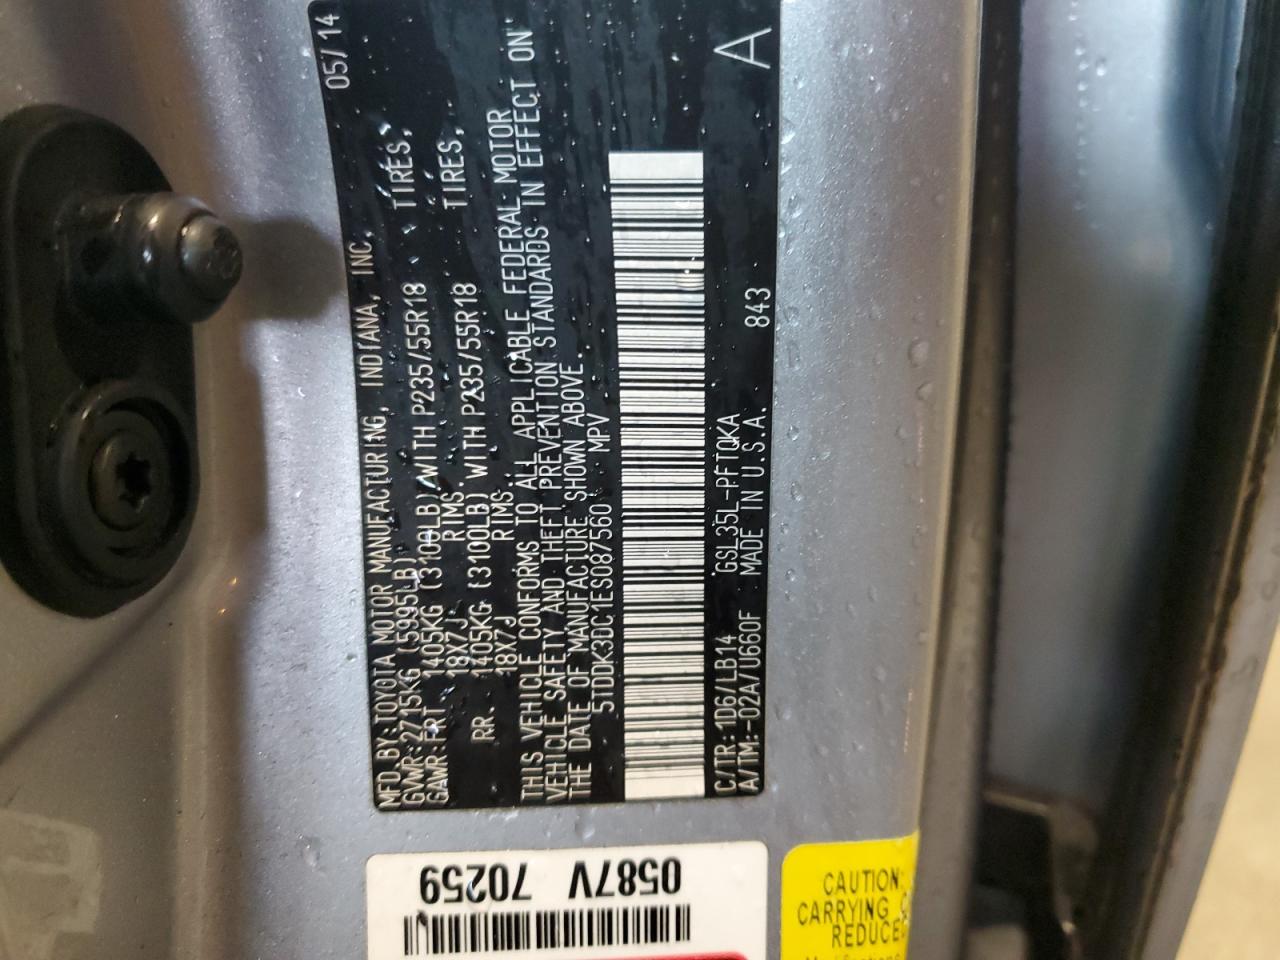 MFD.BY:TOYOTA MOTOR MANUFACTURING, INDIANA, INC. 05/14
GVWR:2715KG (5995LB)
GAWR:FRT 1405KG (3100LB) WITH P235/55R18 TIRES,
18X7J RIMS,
RR. 1405KG (3100LB) WITH P235/55R18 TIRES,
18X7J RIMS,
THIS VEHICLE CONFORMS TO ALL APPLICABLE FEDERAL MOTOR
VEHICLE SAFETY AND THEFT PREVENTION STANDARDS IN EFFECT ON
THE DATE OF MANUFACTURE SHOWN ABOVE.
5TDDK3DC1ES087560 MPV
C/TR:1D6/LB14 GSL35L-PFTQKA
A/TM:-02A/U660F MADE IN U.S.A. 843
A
0587V
70259
CAUTION:
CARRYING
REDUCED